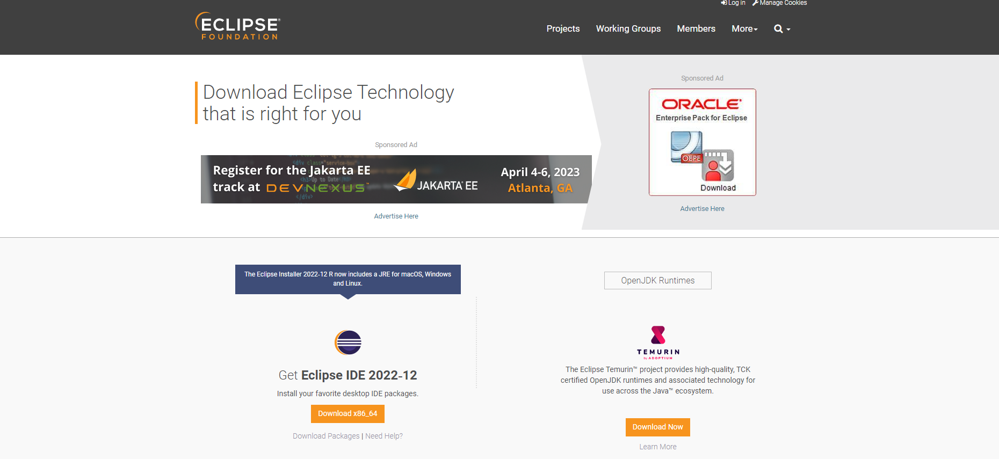 Log in
Manage Cookies
ECLIPSE®
FOUNDATION
Projects
Working Groups
Members
More
Download Eclipse Technology
that is right for you
Sponsored Ad
Register for the Jakarta EE
track at DEVNEXUS™
JAKARTA® EE
April 4-6, 2023
Atlanta, GA
Advertise Here
Sponsored Ad
ORACLE®
Enterprise Pack for Eclipse
OEPE
Download
Advertise Here
The Eclipse Installer 2022-12 R now includes a JRE for macOS, Windows
and Linux.
Get Eclipse IDE 2022-12
Install your favorite desktop IDE packages.
Download x86_64
Download Packages | Need Help?
OpenJDK Runtimes
TEMURIN
by ADOPTIUM
The Eclipse Temurin™ project provides high-quality, TCK
certified OpenJDK runtimes and associated technology for
use across the Java™ ecosystem.
Download Now
Learn More